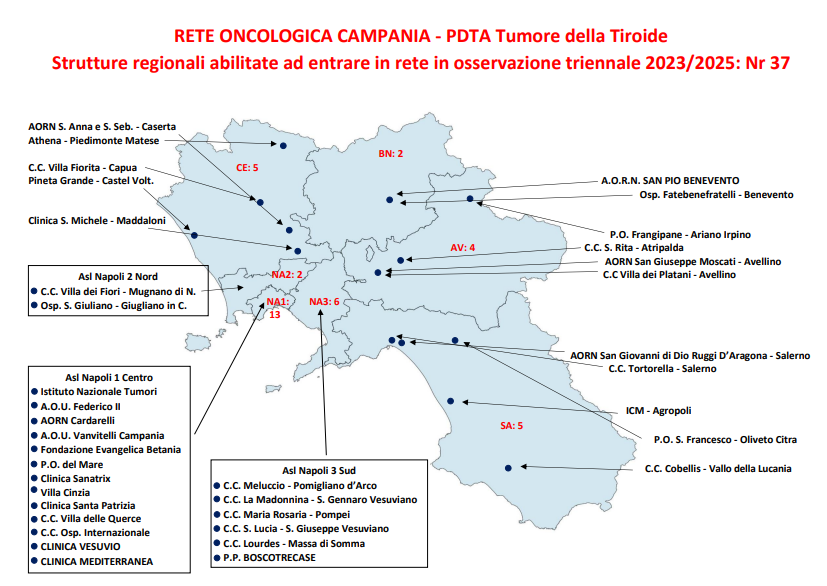 RETE ONCOLOGICA CAMPANIA - PDTA Tumore della Tiroide
Strutture regionali abilitate ad entrare in rete in osservazione triennale 2023/2025: Nr 37
AORN S. Anna e S. Seb. - Caserta
Athena - Piedimonte Matese
C.C. Villa Fiorita - Capua
Pineta Grande - Castel Volt.
Clinica S. Michele - Maddaloni
CE: 5
BN: 2
A.O.R.N. SAN PIO BENEVENTO
Osp. Fatebenefratelli - Benevento
P.O. Frangipane - Ariano Irpino
C.C. S. Rita - Atripalda
AORN San Giuseppe Moscati - Avellino
C.C Villa dei Platani - Avellino
AV: 4
Asl Napoli 2 Nord
C.C. Villa dei Fiori - Mugnano di N.
Osp. S. Giuliano - Giugliano in C.
NA2: 2
NA1:
13
NA3: 6
AORN San Giovanni di Dio Ruggi D'Aragona - Salerno
C.C. Tortorella - Salerno
ICM - Agropoli
SA: 5
P.O. S. Francesco - Oliveto Citra
C.C. Cobellis - Vallo della Lucania
Asl Napoli 1 Centro
Istituto Nazionale Tumori
A.O.U. Federico II
AORN Cardarelli
A.O.U. Vanvitelli Campania
Fondazione Evangelica Betania
P.O. del Mare
Clinica Sanatrix
Villa Cinzia
Clinica Santa Patrizia
C.C. Villa delle Querce
C.C. Osp. Internazionale
CLINICA VESUVIO
CLINICA MEDITERRANEA
Asl Napoli 3 Sud
C.C. Meluccio - Pomigliano d'Arco
C.C. La Madonnina - S. Gennaro Vesuviano
C.C. Maria Rosaria - Pompei
C.C. S. Lucia - S. Giuseppe Vesuviano
C.C. Lourdes - Massa di Somma
P.P. BOSCOTRECASE